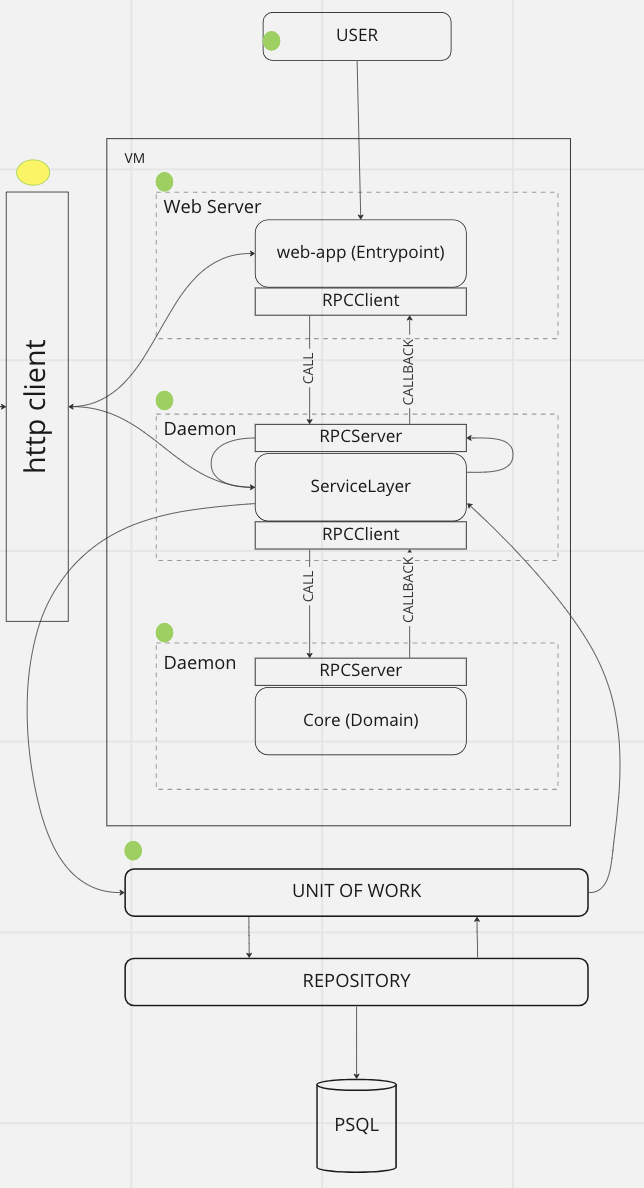 USER
VM
Web Server
web-app (Entrypoint)
RPCClient
CALL
CALLBACK
http client
Daemon
RPCServer
ServiceLayer
RPCClient
CALL
CALLBACK
Daemon
RPCServer
Core (Domain)
UNIT OF WORK
REPOSITORY
PSQL